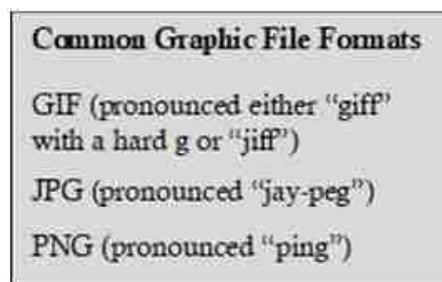 Common Graphic File Formats
GIF (pronounced either “giff”
with a hard g or “jiff”)
JPG (pronounced “jay-peg”)
PNG (pronounced “ping”)